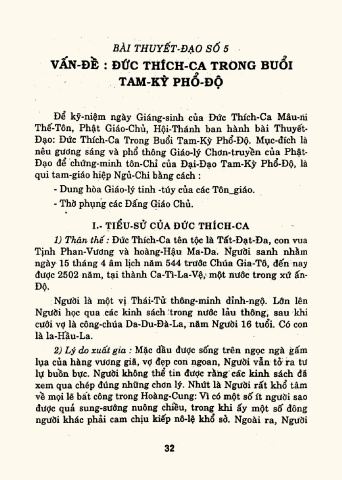 BÀI THUYẾT-ĐẠO SỐ 5
VẤN-ĐỀ : ĐỨC THÍCH-CA TRONG BUỔI
TAM-KỲ PHỔ-ĐỘ
Để kỷ-niệm ngày Giáng-sinh của Đức Thích-Ca Mâu-ni
Thế-Tôn, Phật Giáo-Chủ, Hội-Thánh ban hành bài Thuyết-
Đạo: Đức Thích-Ca Trong Buổi Tam-Kỳ Phổ-Độ. Mục-đích là
nêu gương sáng và phổ thông Giáo-lý Chơn-truyền của Phật-
Đạo để chứng-minh tôn-Chỉ của Đại-Đạo Tam-Kỳ Phổ-Độ, là
qui tam-giáo hiệp Ngũ-Chi bằng cách :
- Dung hòa Giáo-lý tinh -túy của các Tôn giáo.
- Thờ phụng các Đấng Giáo Chủ.
I.- TIỂU-SỬ CỦA ĐỨC THÍCH-CA
1) Thân thế : Đức Thích-Ca tên tộc là Tất-Đạt-Đa, con vua
Tịnh Phan-Vương và hoàng-Hậu Ma-Da. Người sanh nhằm
ngày 15 tháng 4 âm lịch năm 544 trước Chúa Gia-Tô, đến nay
được 2502 năm, tại thành Ca-Tì-La-Vệ, một nước trong xứ ấn-
Độ.
Người là một vị Thái-Tử thông-minh đỉnh-ngộ. Lớn lên
Người học qua các kinh sách trong nước lầu thông, sau khi
cưới vợ là công-chúa Da-Du-Đà-La, năm Người 16 tuổi. Có con
là la-Hầu-La.
2) Lý do xuất gia : Mặc dầu được sống trên ngọc ngà gấm
lụa của hàng vương giả, vợ đẹp con ngoan, Người vẫn tỏ ra tư
lự buồn bực. Người không thể tin được rằng các kinh sách đã
xem qua chép đúng những chơn lý. Nhứt là Người rất khổ tâm
về mọi lẽ bất công trong Hoàng-Cung: Vì có một số ít người sao
được quá sung-sướng nuông chiều, trong khi ấy một số đông
người khác phải cam chịu kiếp nô-lệ khổ sở. Ngoài ra, Người
32